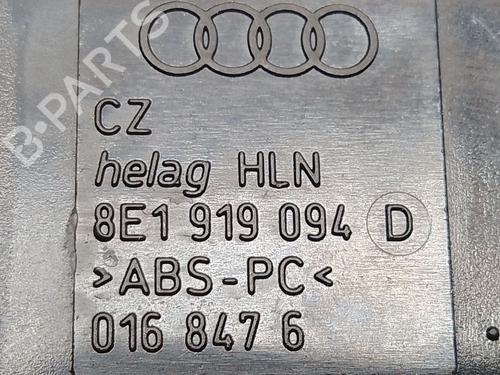 B-PARTS
CZ
helag HLN
8E1 919 094 D
>ABS-PC<
016 847 6